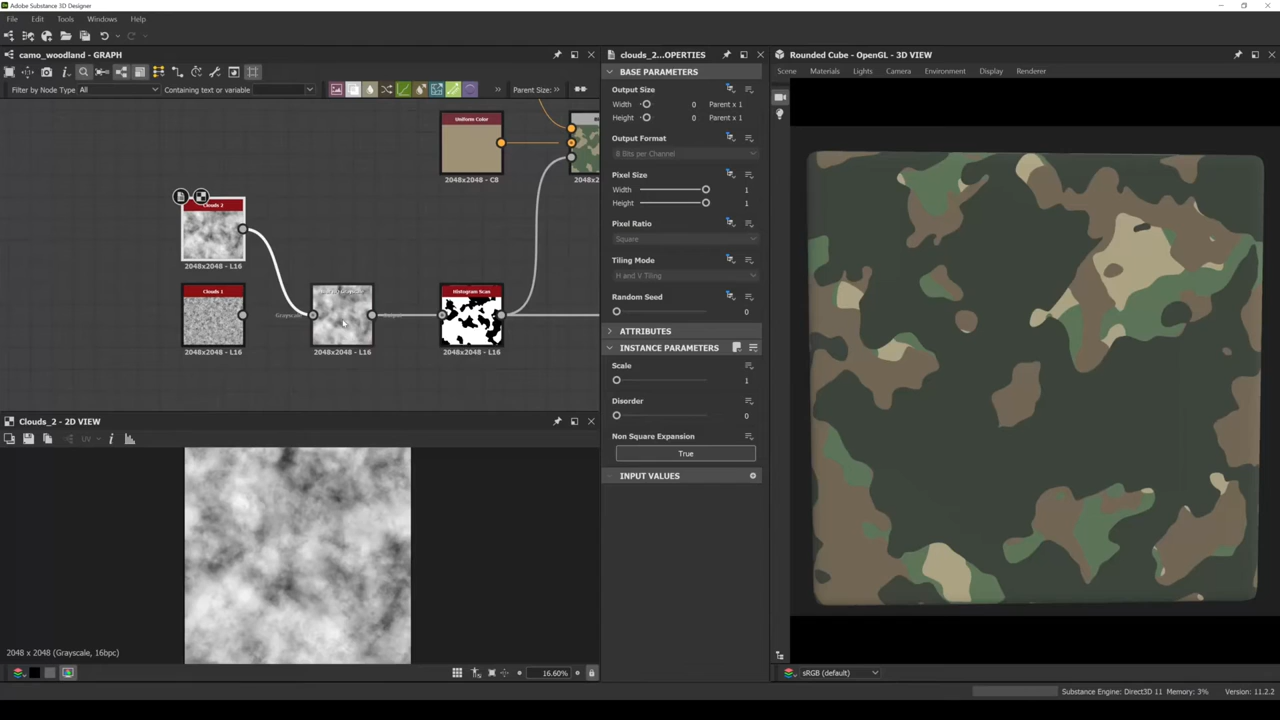 Adobe Substance 3D Designer
File Edit Tools Windows Help
camo_woodland - GRAPH
Filter by Node Type All Containing text or variable Parent Size: >>
Uniform Color
2048x2048 - C8
2048x2
Clouds 2
2048x2048 - L16
Clouds 1
2048x2048 - L16
Grayscale
Output
2048x2048 - L16
Histogram Scan
2048x2048 - L16
Clouds_2 - 2D VIEW
UV
2048 x 2048 (Grayscale, 16bpc)
16.60%
clouds_2...OPERTIES
BASE PARAMETERS
Output Size
Width 0 Parent x 1
Height 0 Parent x 1
Output Format
8 Bits per Channel
Pixel Size
Width
Height
Pixel Ratio
Square
Tiling Mode
H and V Tiling
Random Seed
0
ATTRIBUTES
INSTANCE PARAMETERS
Scale
1
Disorder
0
Non Square Expansion
True
INPUT VALUES
Rounded Cube - OpenGL - 3D VIEW
Scene Materials Lights Camera Environment Display Renderer
sRGB (default)
Substance Engine: Direct3D 11 Memory: 3% Version: 11.2.2